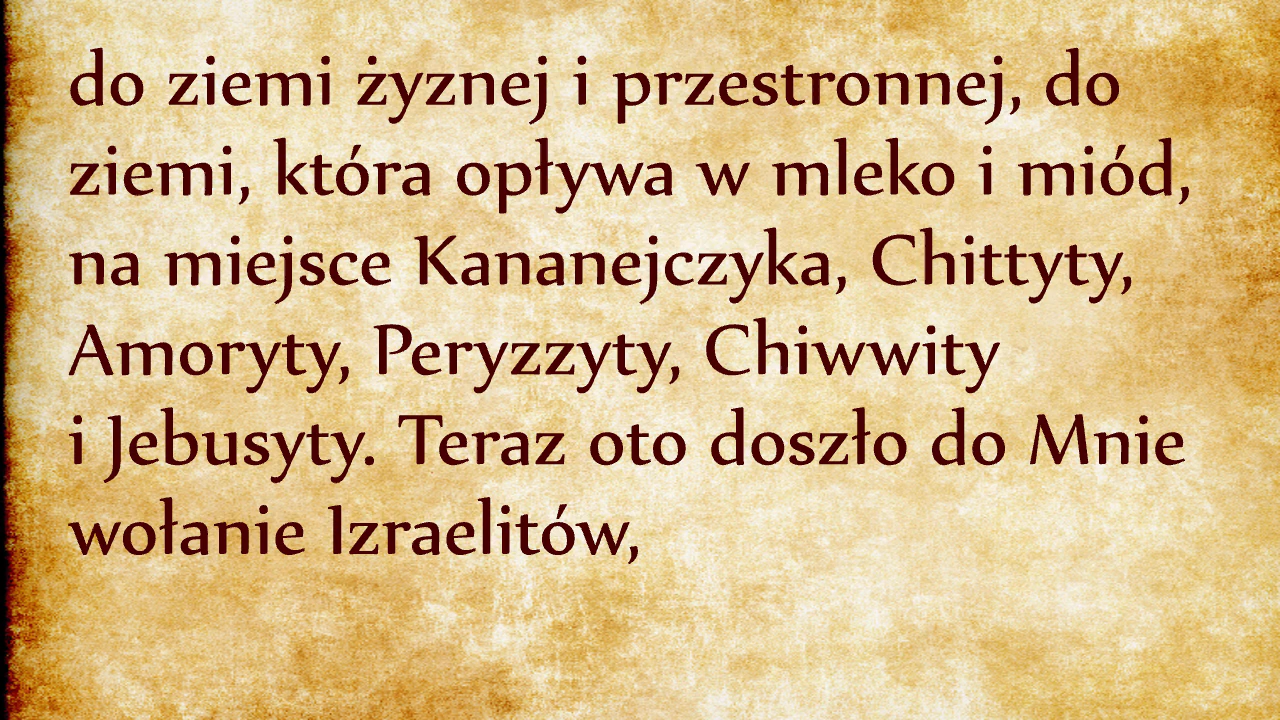 do ziemi żyznej i przestronnej, do
ziemi, która opływa w mleko i miód,
na miejsce Kananejczyka, Chittyty,
Amoryty, Peryzzyty, Chiwwity
i Jebusyty. Teraz oto doszło do Mnie
wołanie Izraelitów,